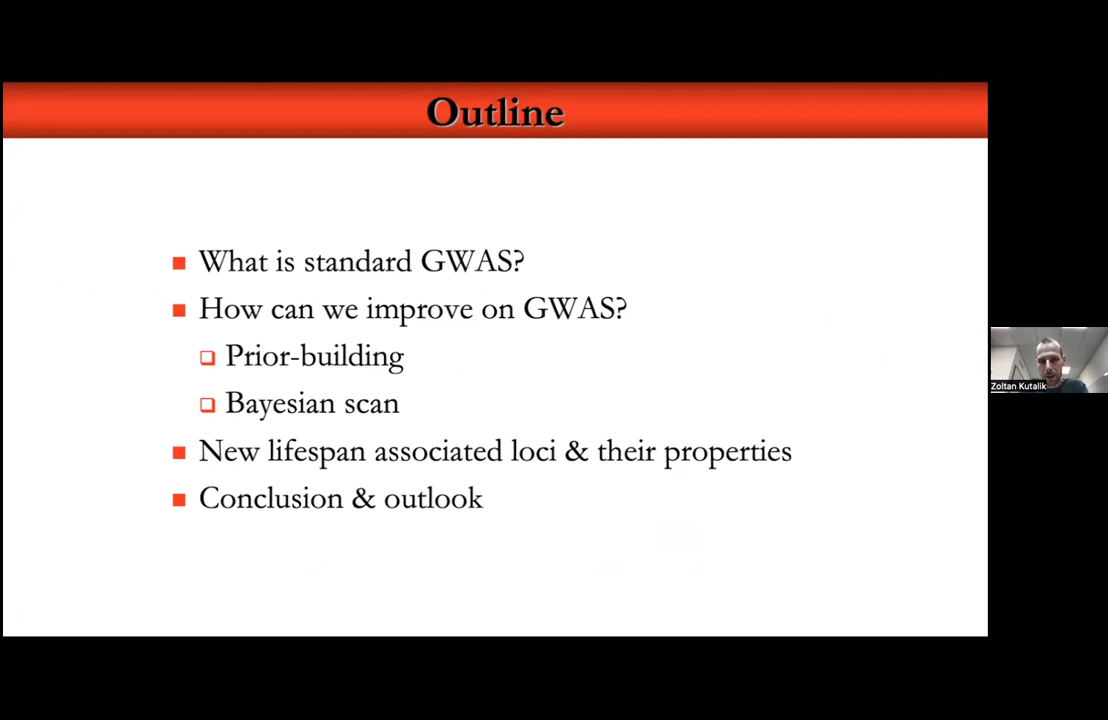 Outline
What is standard GWAS?
How can we improve on GWAS?
Prior-building
Bayesian scan
New lifespan associated loci & their properties
Conclusion & outlook
Zoltan Kutalik